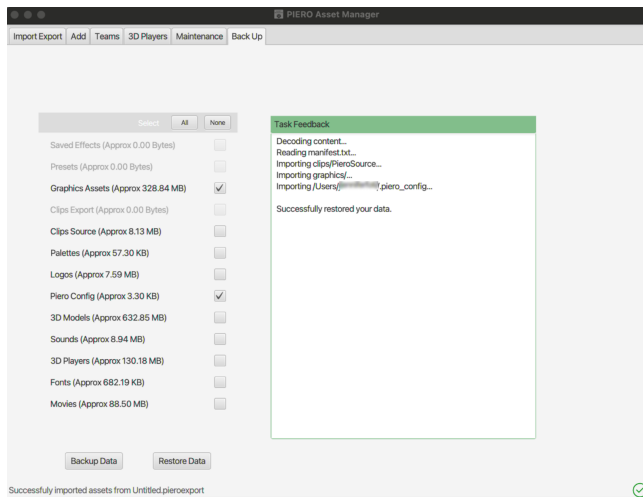 PIERO Asset Manager
Import Export Add Teams 3D Players Maintenance Back Up
Select All None
Saved Effects (Approx 0.00 Bytes)
Presets (Approx 0.00 Bytes)
Graphics Assets (Approx 328.84 MB)
Clips Export (Approx 0.00 Bytes)
Clips Source (Approx 8.13 MB)
Palettes (Approx 57.30 KB)
Logos (Approx 7.59 MB)
Piero Config (Approx 3.30 KB)
3D Models (Approx 632.85 MB)
Sounds (Approx 8.94 MB)
3D Players (Approx 130.18 MB)
Fonts (Approx 682.19 KB)
Movies (Approx 88.50 MB)
Backup Data Restore Data
Task Feedback
Decoding content...
Reading manifest.txt...
Importing clips/PieroSource...
Importing graphics/...
Importing /Users/ /.piero_config...
Successfully restored your data.
Successfuly imported assets from Untitled.pieroexport